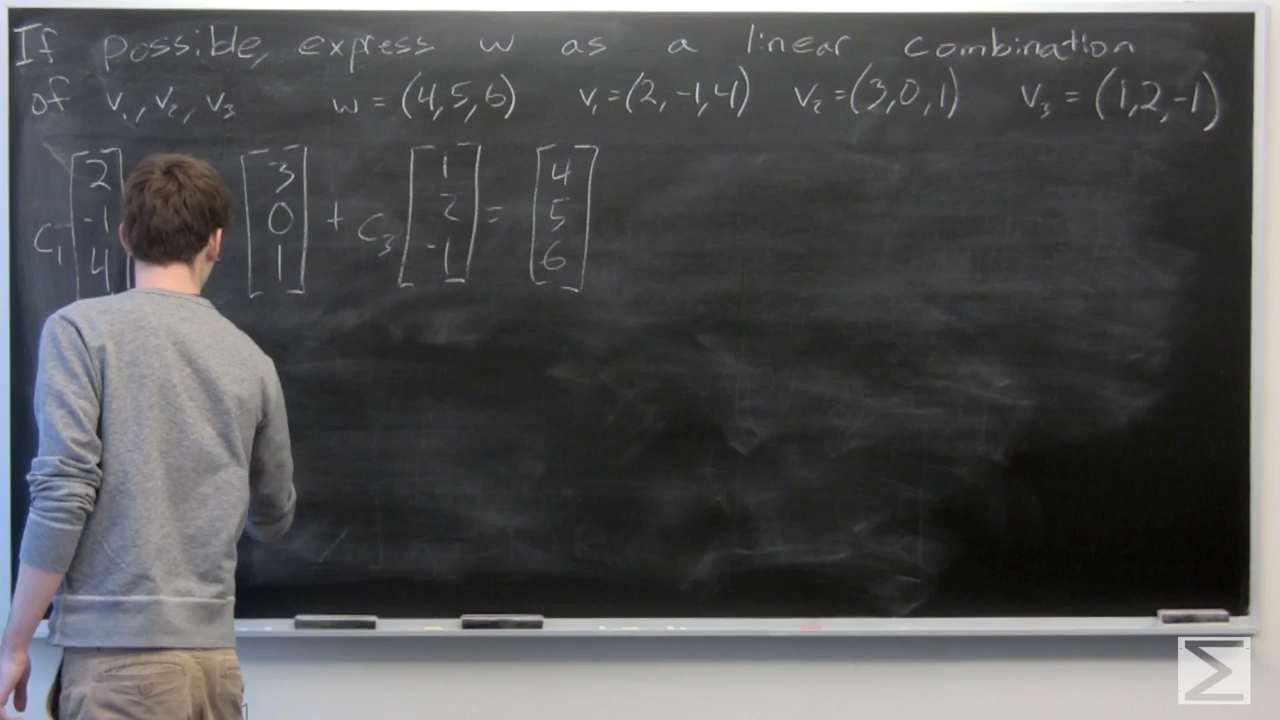 If possible, express w as a linear combination
of v₁, v₂, v₃ w = (4,5,6) v₁=(2,-1,4) v₂=(3,0,1) v₃ = (1,2,-1)
c₁ [2 -1 4] [3 0 1] + c₃ [1 2 -1] = [4 5 6]
Σ